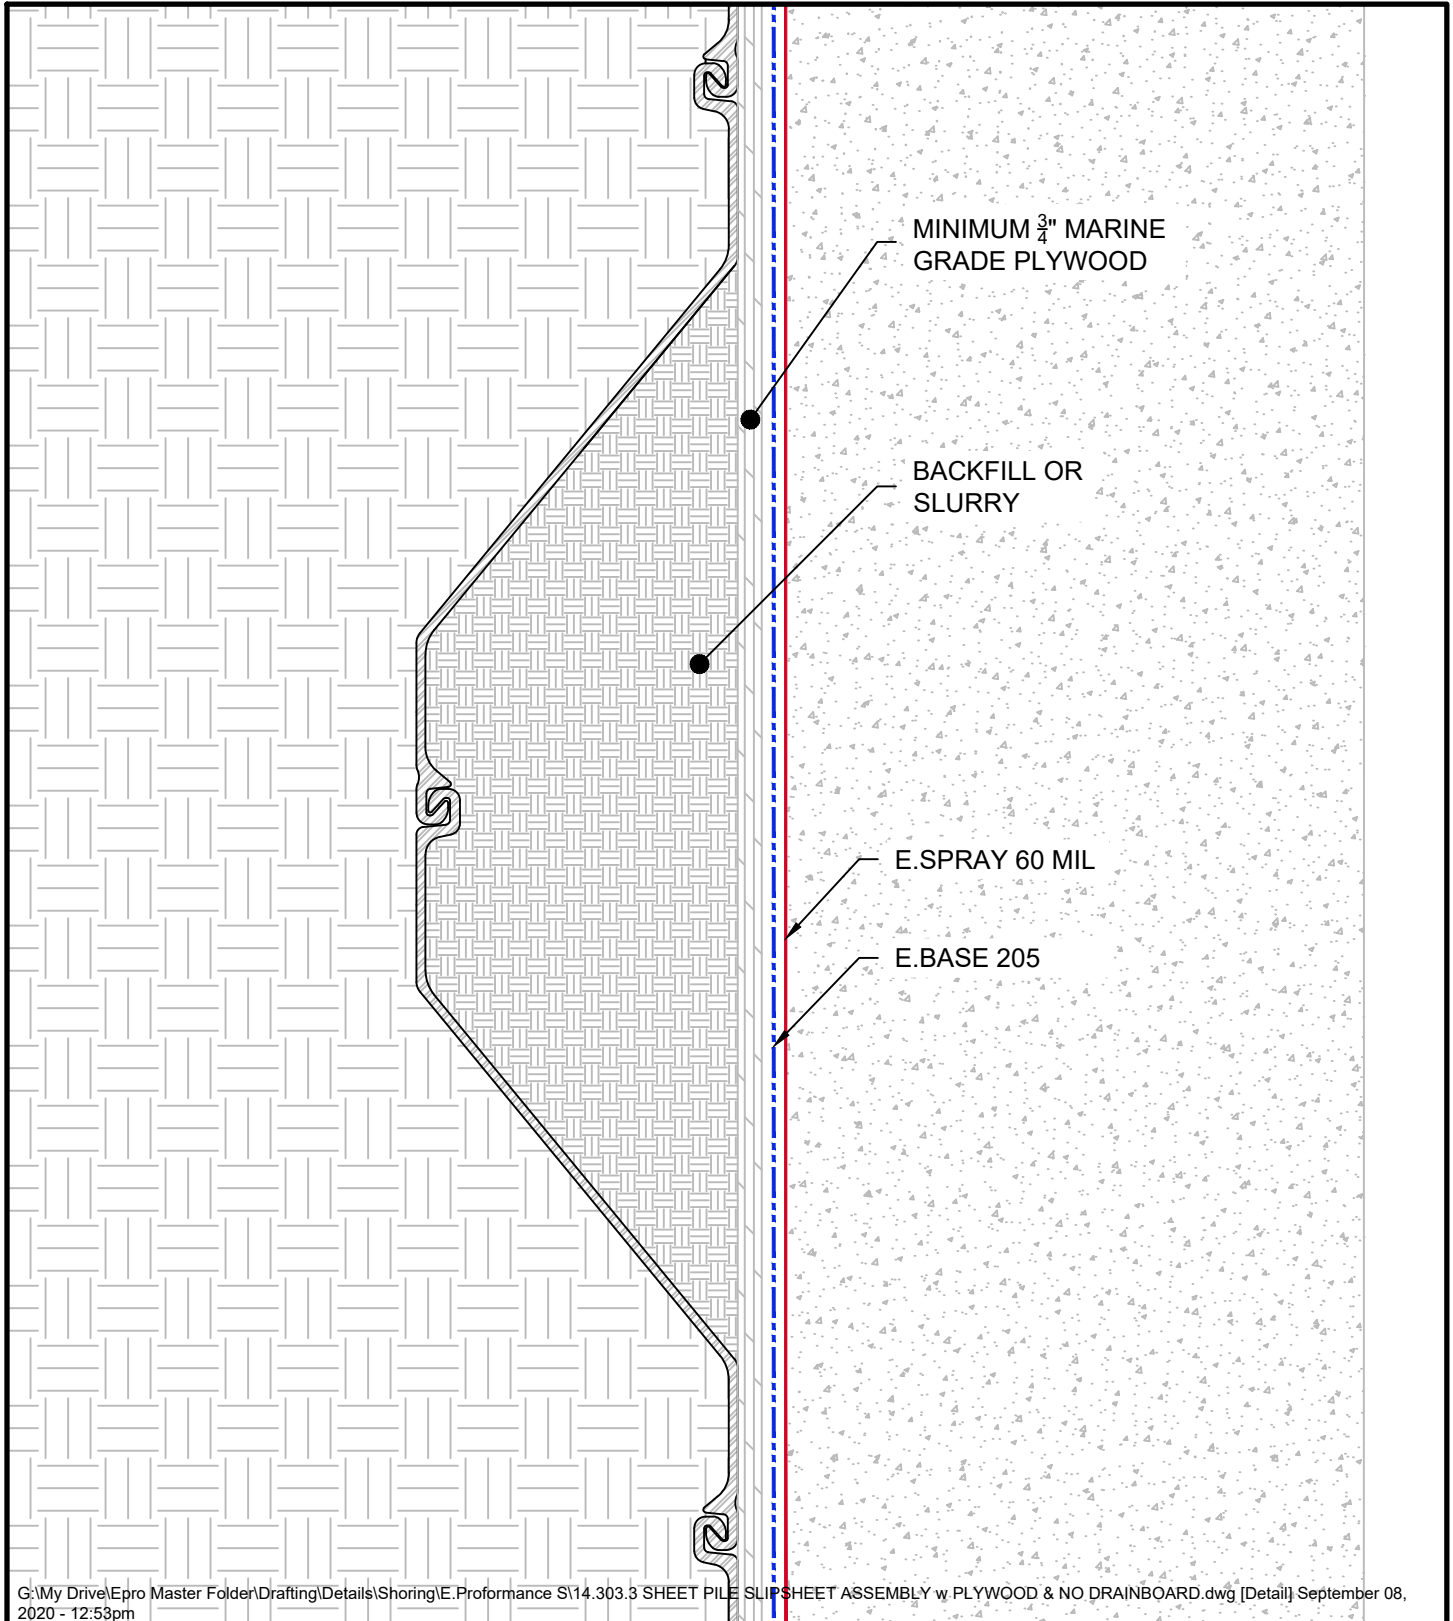 MINIMUM 3/4" MARINE
GRADE PLYWOOD
BACKFILL OR
SLURRY
E.SPRAY 60 MIL
E.BASE 205
G:\My Drive\Epro Master Folder\Drafting\Details\Shoring\E.Proformance S\14.303.3 SHEET PILE SLIPSHEET ASSEMBLY w PLYWOOD & NO DRAINBOARD.dwg [Detail] September 08,
2020 - 12:53pm